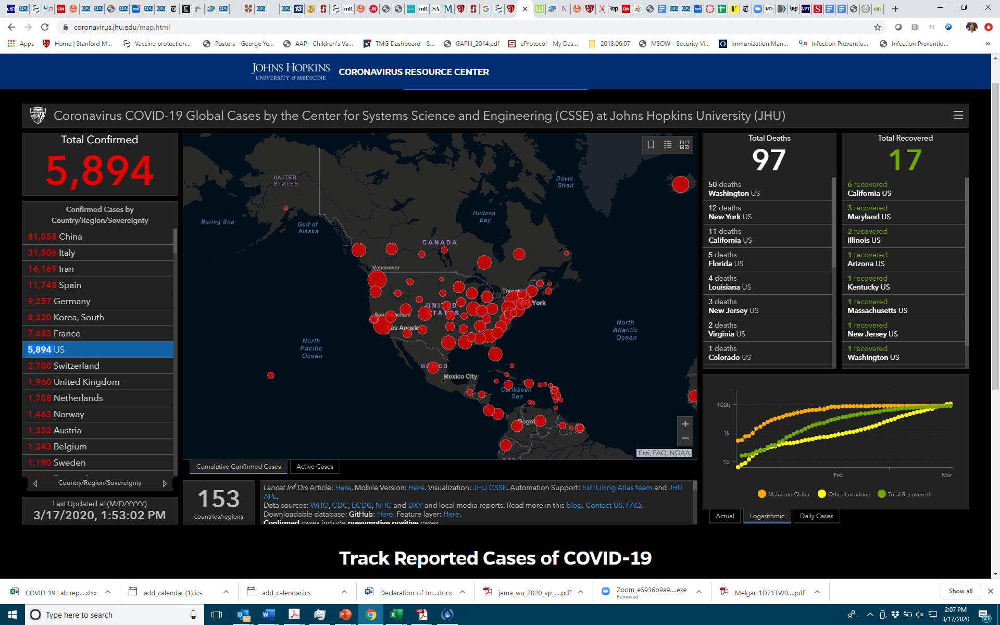 coronavirus.jhu.edu/map.html
Apps
Home | Stanford M...
Vaccine protection...
Posters - George Ye...
AAP - Children's Va...
TMG Dashboard - S...
GAPIII_2014.pdf
eProtocol - My Das...
2018.06.07
MSOW - Security Vi...
Immunization Man...
Infection Preventio...
Infection Preventio...
JOHNS HOPKINS
UNIVERSITY & MEDICINE
CORONAVIRUS RESOURCE CENTER
Coronavirus COVID-19 Global Cases by the Center for Systems Science and Engineering (CSSE) at Johns Hopkins University (JHU)
Total Confirmed
5,894
Confirmed Cases by
Country/Region/Sovereignty
81,058 China
31,506 Italy
16,169 Iran
11,748 Spain
9,257 Germany
8,320 Korea, South
7,683 France
5,894 US
2,700 Switzerland
1,960 United Kingdom
1,708 Netherlands
1,463 Norway
1,332 Austria
1,243 Belgium
1,190 Sweden
Country/Region/Sovereignty
Last Updated at (M/D/YYYY)
3/17/2020, 1:53:02 PM
UNITED
STATES
Davis
Strait
Bering Sea
Gulf of
Alaska
Hudson
Bay
CANADA
Vancouver
Toronto
New York
UNITED
STATES
San Francisco
Los Angeles
North
Pacific
Ocean
North
Atlantic
Ocean
MÉXICO
Mexico City
Caribbean
Sea
Bogota
PERÚ
Esri, FAO, NOAA
Cumulative Confirmed Cases
Active Cases
153
countries/regions
Lancet Inf Dis Article: Here. Mobile Version: Here. Visualization: JHU CSSE. Automation Support: Esri Living Atlas team and JHU
APL.
Data sources: WHO, CDC, ECDC, NHC and DXY and local media reports. Read more in this blog. Contact US. FAQ.
Downloadable database: GitHub: Here. Feature layer: Here.
Confirmed cases include presumptive positive cases
Total Deaths
97
50 deaths
Washington US
12 deaths
New York US
11 deaths
California US
5 deaths
Florida US
4 deaths
Louisiana US
3 deaths
New Jersey US
2 deaths
Virginia US
1 deaths
Colorado US
Total Recovered
17
6 recovered
California US
3 recovered
Maryland US
2 recovered
Illinois US
1 recovered
Arizona US
1 recovered
Kentucky US
1 recovered
Massachusetts US
1 recovered
New Jersey US
1 recovered
Washington US
100k
1k
10
Feb
Mar
Mainland China
Other Locations
Total Recovered
Actual
Logarithmic
Daily Cases
Track Reported Cases of COVID-19
COVID-19 Lab rep....xlsx
add_calendar (1).ics
add_calendar.ics
Declaration-of-In....docx
jama_wu_2020_vp_....pdf
Zoom_e5936b9a9....exe
Removed
Melgar-1D71TW0....pdf
Show all
Type here to search
2:07 PM
3/17/2020
21